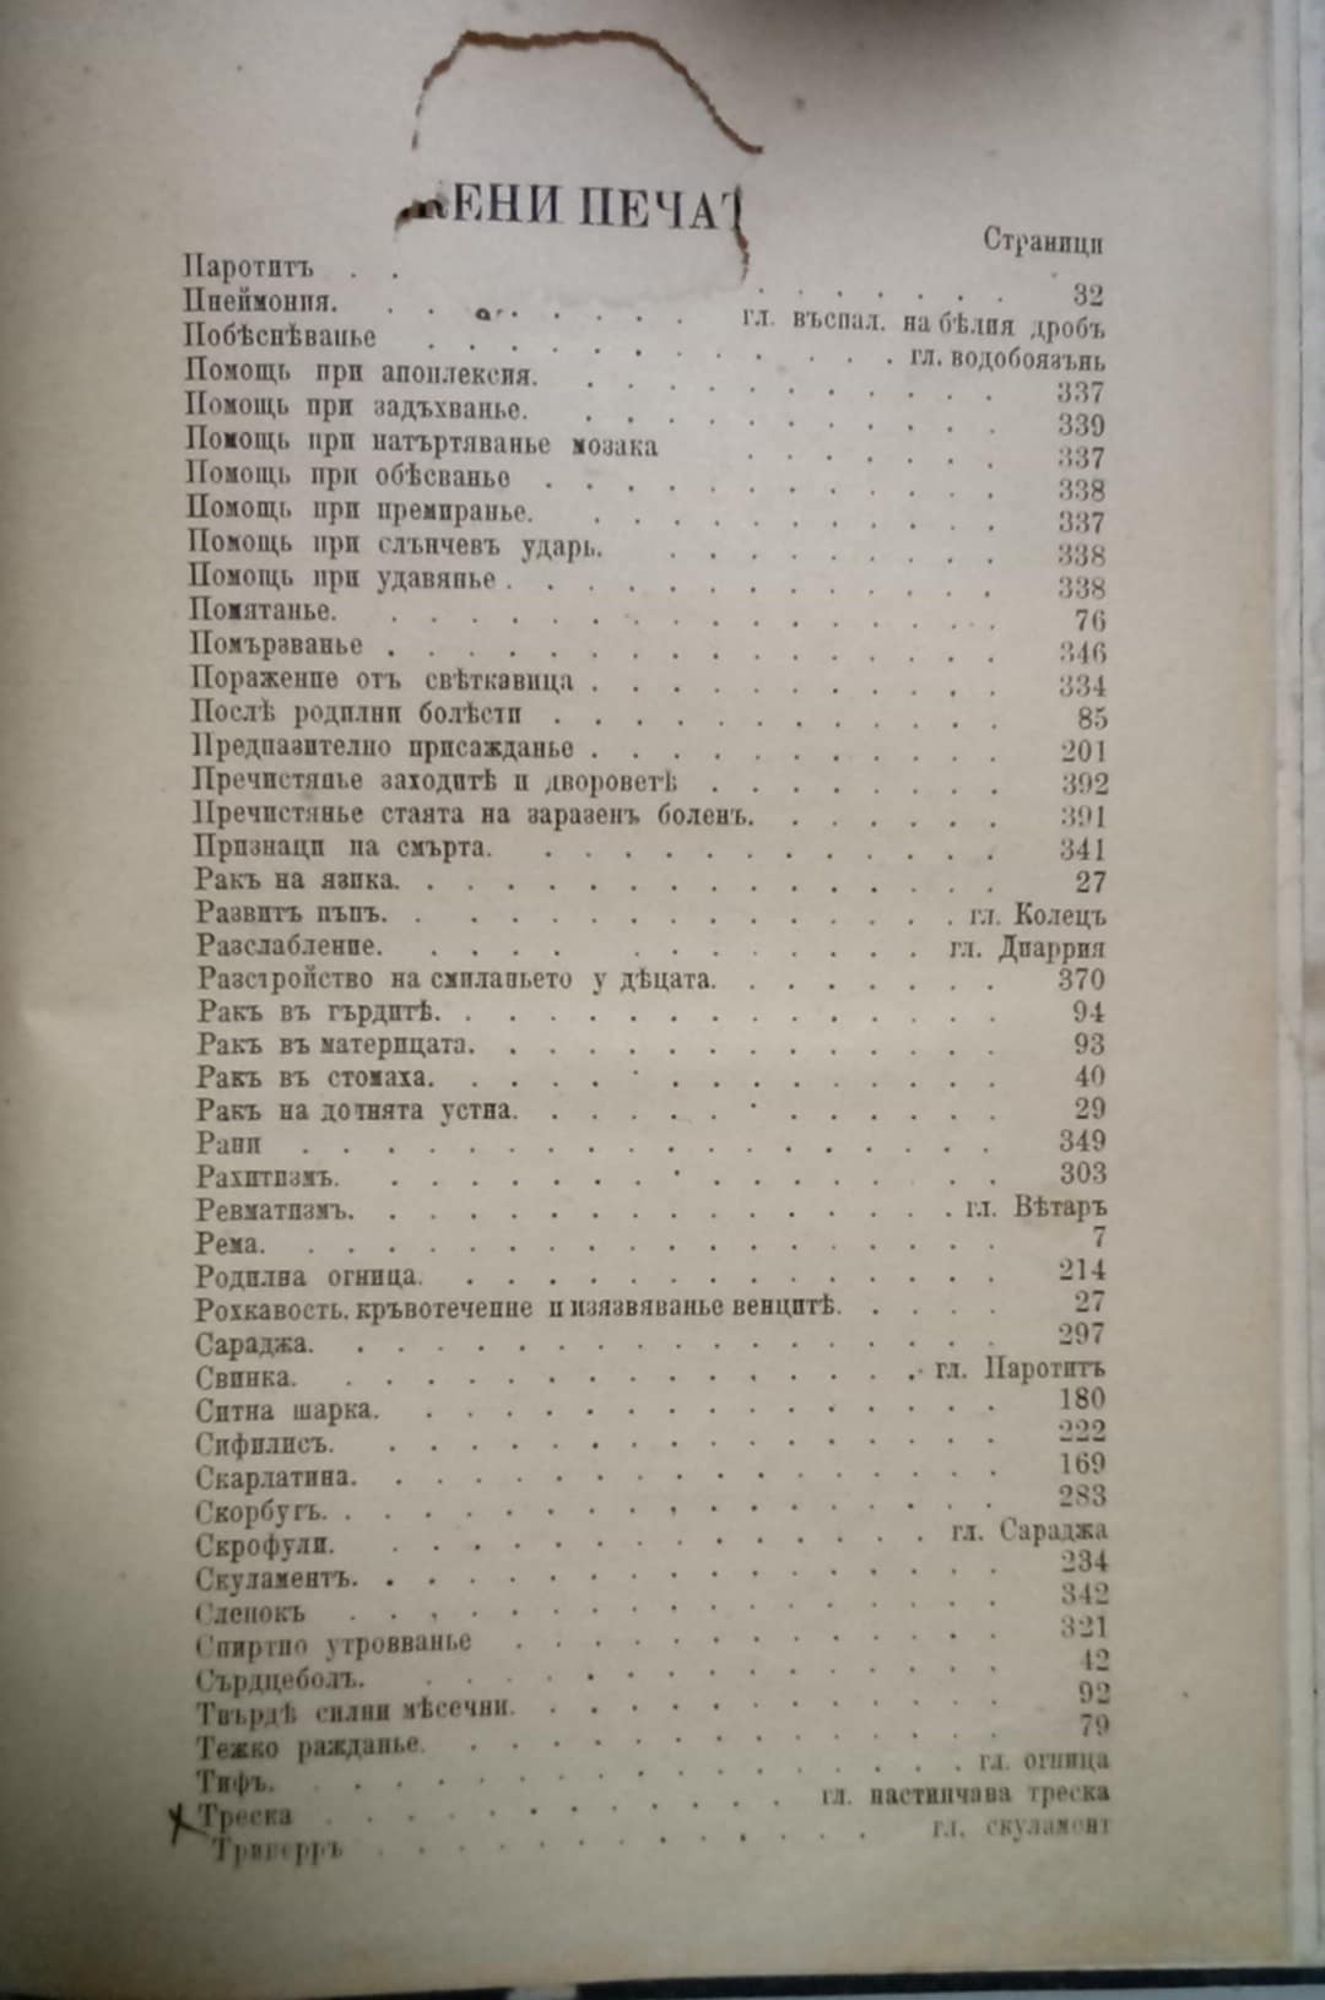 ЕНИ ПЕЧАТ
Страници
Паротитъ . . . . . . . . . 32
Пнеймония. . . . . . . . гл. въспал. на бѣлия дробъ
Побѣснѣванье . . . . . . . . . . . . гл. водобоязънь
Помощь при апоплексия. . . . . . . . . . . . 337
Помощь при задъхванье. . . . . . . . . . . . 339
Помощь при натъртяванье мозака . . . . . . . 337
Помощь при обѣсванье . . . . . . . . . . . . 338
Помощь при премиранье. . . . . . . . . . . . 337
Помощь при слънчевъ ударь. . . . . . . . . . 338
Помощь при удавянье . . . . . . . . . . . . . 338
Помятанье. . . . . . . . . . . . . . . . . 76
Помързванье . . . . . . . . . . . . . . . . 346
Поражение отъ свѣткавица . . . . . . . . . . . 334
Послѣ родилни болѣсти . . . . . . . . . . . . 85
Предпазително присажданье . . . . . . . . . . . 201
Пречистянье заходитѣ и двороветѣ . . . . . . . . 392
Пречистянье стаята на заразенъ боленъ. . . . . . . 391
Признаци на смърта. . . . . . . . . . . . . 341
Ракъ на язика. . . . . . . . . . . . . . . . 27
Развитъ пъпъ. . . . . . . . . . . . . . . гл. Колецъ
Разслабление. . . . . . . . . . . . . гл. Диаррия
Разстройство на смиланьето у дѣцата. . . . . . . . 370
Ракъ въ гърдитѣ. . . . . . . . . . . . . . . 94
Ракъ въ материцата. . . . . . . . . . . . . . 93
Ракъ въ стомаха. . . . . . . . . . . . . . . 40
Ракъ на долнята устна. . . . . . . . . . . . . 29
Рани . . . . . . . . . . . . . . . . . . 349
Рахитизмъ. . . . . . . . . . . . . . . . 303
Ревматизмъ. . . . . . . . . . . . . . . . гл. Вѣтаръ
Рема. . . . . . . . . . . . . . . . . . . 7
Родилва огница. . . . . . . . . . . . . . . 214
Рохкавость, кръвотечение и изязвяванье венцитѣ. . . . . 27
Сараджа. . . . . . . . . . . . . . . . . . 297
Свинка. . . . . . . . . . . . . . . . гл. Паротитъ
Ситна шарка. . . . . . . . . . . . . . . . 180
Сифилисъ. . . . . . . . . . . . . . . . . 222
Скарлатина. . . . . . . . . . . . . . . . . 169
Скорбутъ. . . . . . . . . . . . . . . . . . 283
Скрофули. . . . . . . . . . . . . . . гл. Сараджа
Скуламентъ. . . . . . . . . . . . . . . . . 234
Слепокъ . . . . . . . . . . . . . . . . . 342
Спиртно утровванье . . . . . . . . . . . . . 321
Сърдцеболъ. . . . . . . . . . . . . . . . 42
Твърдѣ силни мѣсечни. . . . . . . . . . . . . 92
Тежко ражданье. . . . . . . . . . . . . . . 79
Тифъ. . . . . . . . . . . . . . . . . гл. огница
Треска . . . . . . . . . . . . гл. настинчава треска
Трипсрръ . . . . . . . . . . . . . гл. скуламент